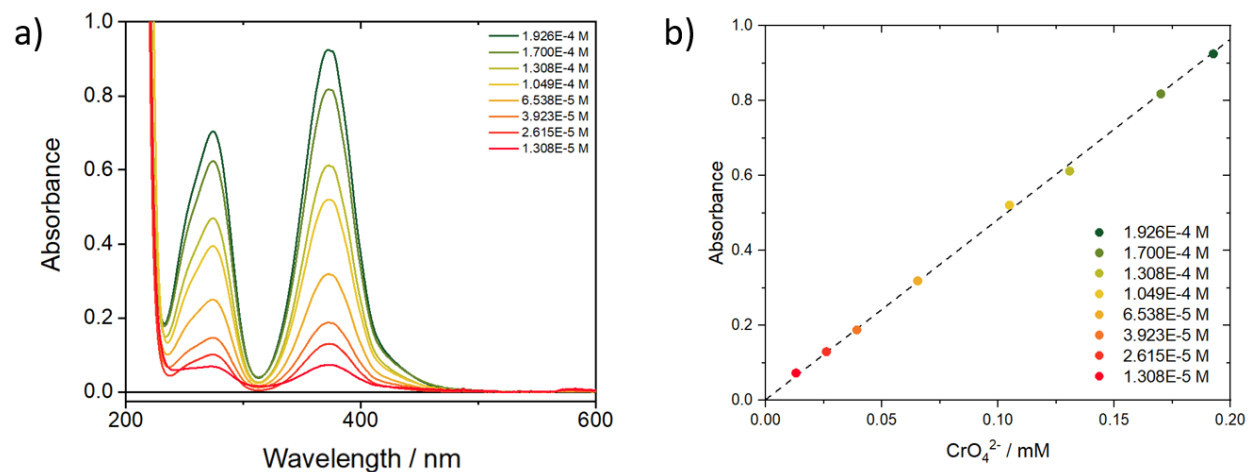 a)
1.0
0.8
0.6
0.4
0.2
0.0
Absorbance
200
400
600
Wavelength / nm
1.926E-4 M
1.700E-4 M
1.308E-4 M
1.049E-4 M
6.538E-5 M
3.923E-5 M
2.615E-5 M
1.308E-5 M
b)
1.0
0.8
0.6
0.4
0.2
0.0
Absorbance
0.00
0.05
0.10
0.15
0.20
CrO₄²⁻ / mM
1.926E-4 M
1.700E-4 M
1.308E-4 M
1.049E-4 M
6.538E-5 M
3.923E-5 M
2.615E-5 M
1.308E-5 M